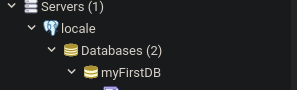 Servers (1)
locale
Databases (2)
myFirstDB